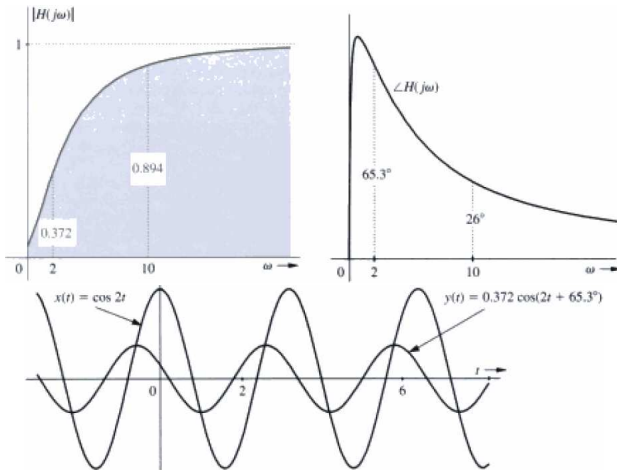 |H(jω)|
1
0.894
0.372
0
2
10
ω
∠H(jω)
65.3°
26°
0
2
10
ω
x(t) = cos 2t
y(t) = 0.372 cos(2t + 65.3°)
0
2
6
t